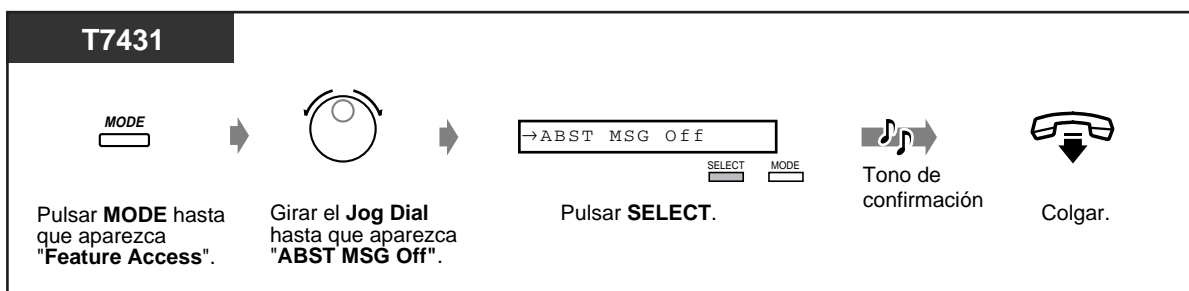 T7431
MODE
→ABST MSG Off
SELECT MODE
Pulsar MODE hasta
que aparezca
"Feature Access".
Girar el Jog Dial
hasta que aparezca
"ABST MSG Off".
Pulsar SELECT.
Tono de
confirmación
Colgar.